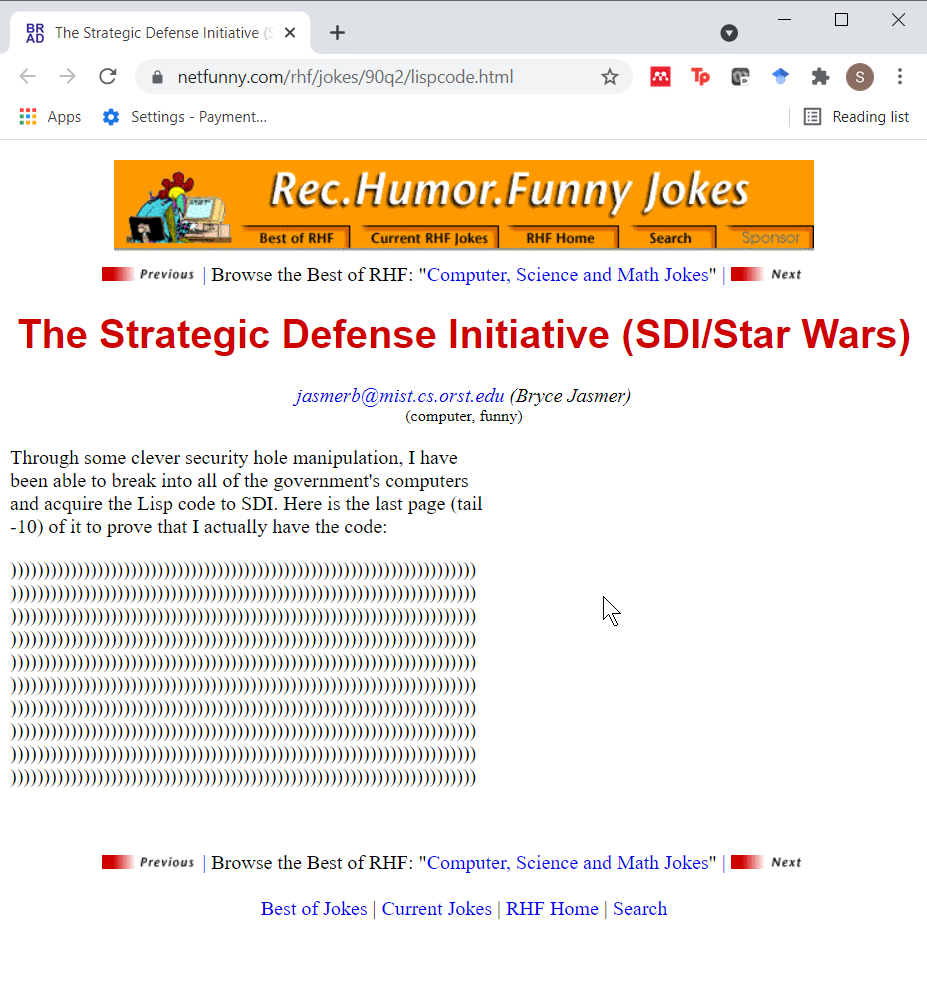 BR
AD
The Strategic Defense Initiative (S
netfunny.com/rhf/jokes/90q2/lispcode.html
Tp
S
Apps
Settings - Payment...
Reading list
Rec.Humor.Funny Jokes
Best of RHF
Current RHF Jokes
RHF Home
Search
Sponsor
Previous | Browse the Best of RHF: "Computer, Science and Math Jokes" | Next
The Strategic Defense Initiative (SDI/Star Wars)
jasmerb@mist.cs.orst.edu (Bryce Jasmer)
(computer, funny)
Through some clever security hole manipulation, I have
been able to break into all of the government's computers
and acquire the Lisp code to SDI. Here is the last page (tail
-10) of it to prove that I actually have the code:
))))))))))))))))))))))))))))))))))))))))))))))))))))))))))))))))))))))
))))))))))))))))))))))))))))))))))))))))))))))))))))))))))))))))))))))
))))))))))))))))))))))))))))))))))))))))))))))))))))))))))))))))))))))
))))))))))))))))))))))))))))))))))))))))))))))))))))))))))))))))))))))
))))))))))))))))))))))))))))))))))))))))))))))))))))))))))))))))))))))
))))))))))))))))))))))))))))))))))))))))))))))))))))))))))))))))))))))
))))))))))))))))))))))))))))))))))))))))))))))))))))))))))))))))))))))
))))))))))))))))))))))))))))))))))))))))))))))))))))))))))))))))))))))
))))))))))))))))))))))))))))))))))))))))))))))))))))))))))))))))))))))
))))))))))))))))))))))))))))))))))))))))))))))))))))))))))))))))))))))
Previous | Browse the Best of RHF: "Computer, Science and Math Jokes" | Next
Best of Jokes | Current Jokes | RHF Home | Search